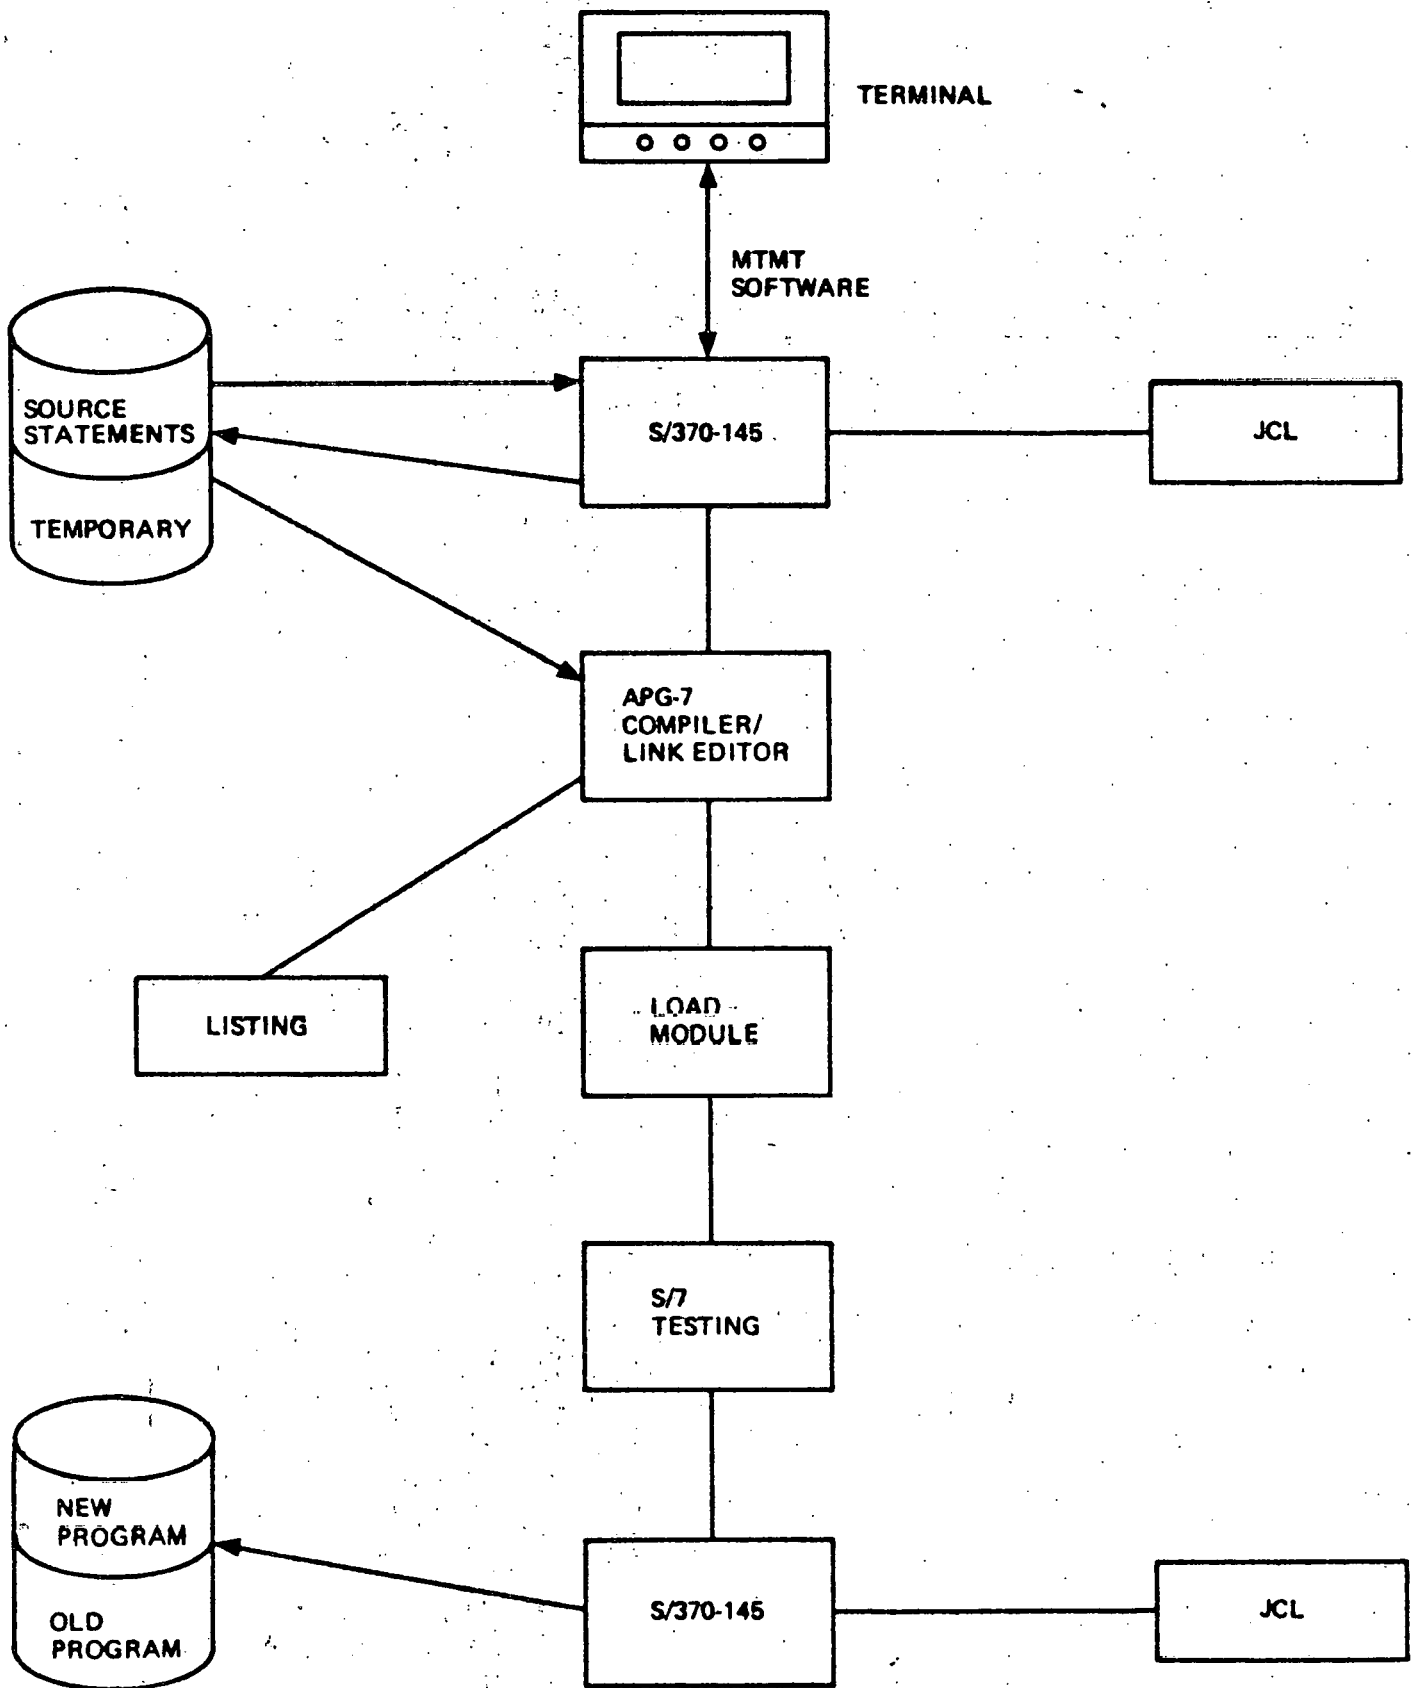 TERMINAL
MTMT
SOFTWARE
SOURCE
STATEMENTS
TEMPORARY
S/370-145
JCL
APG-7
COMPILER/
LINK EDITOR
LISTING
LOAD
MODULE
S/7
TESTING
NEW
PROGRAM
OLD
PROGRAM
S/370-145
JCL